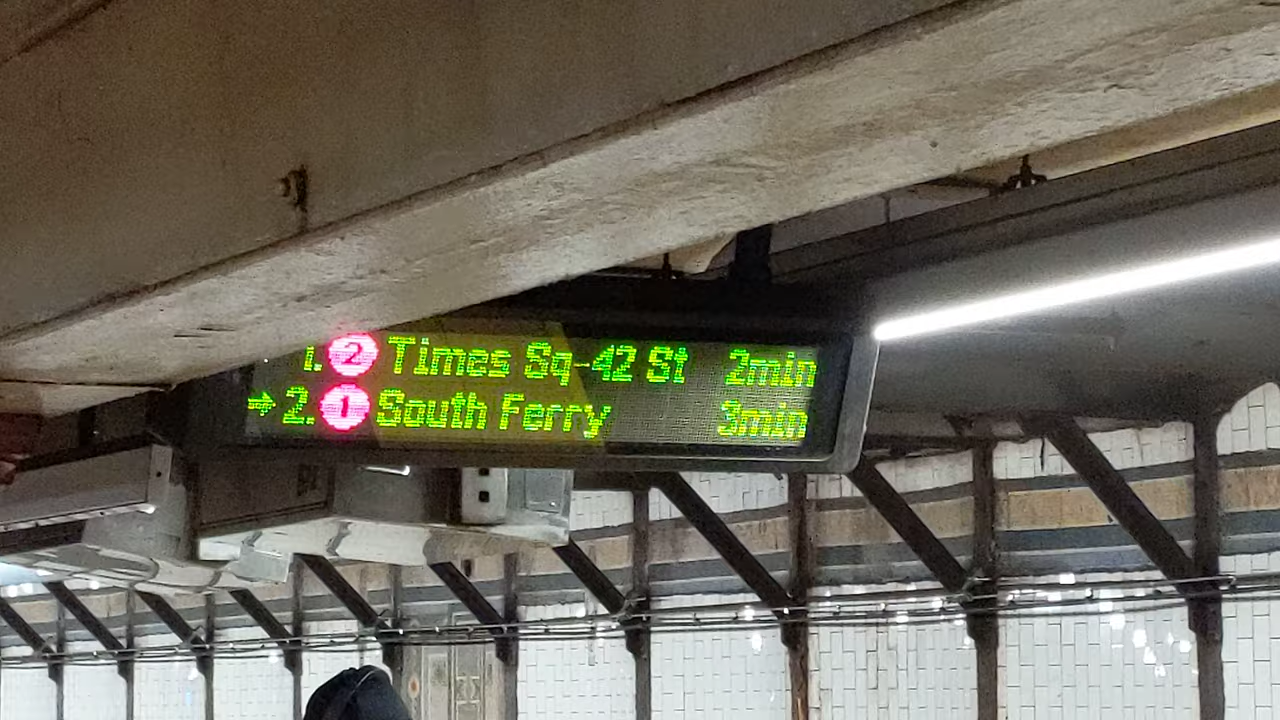 1. 2 Times Sq-42 St 2min
→ 2. 1 South Ferry 3min